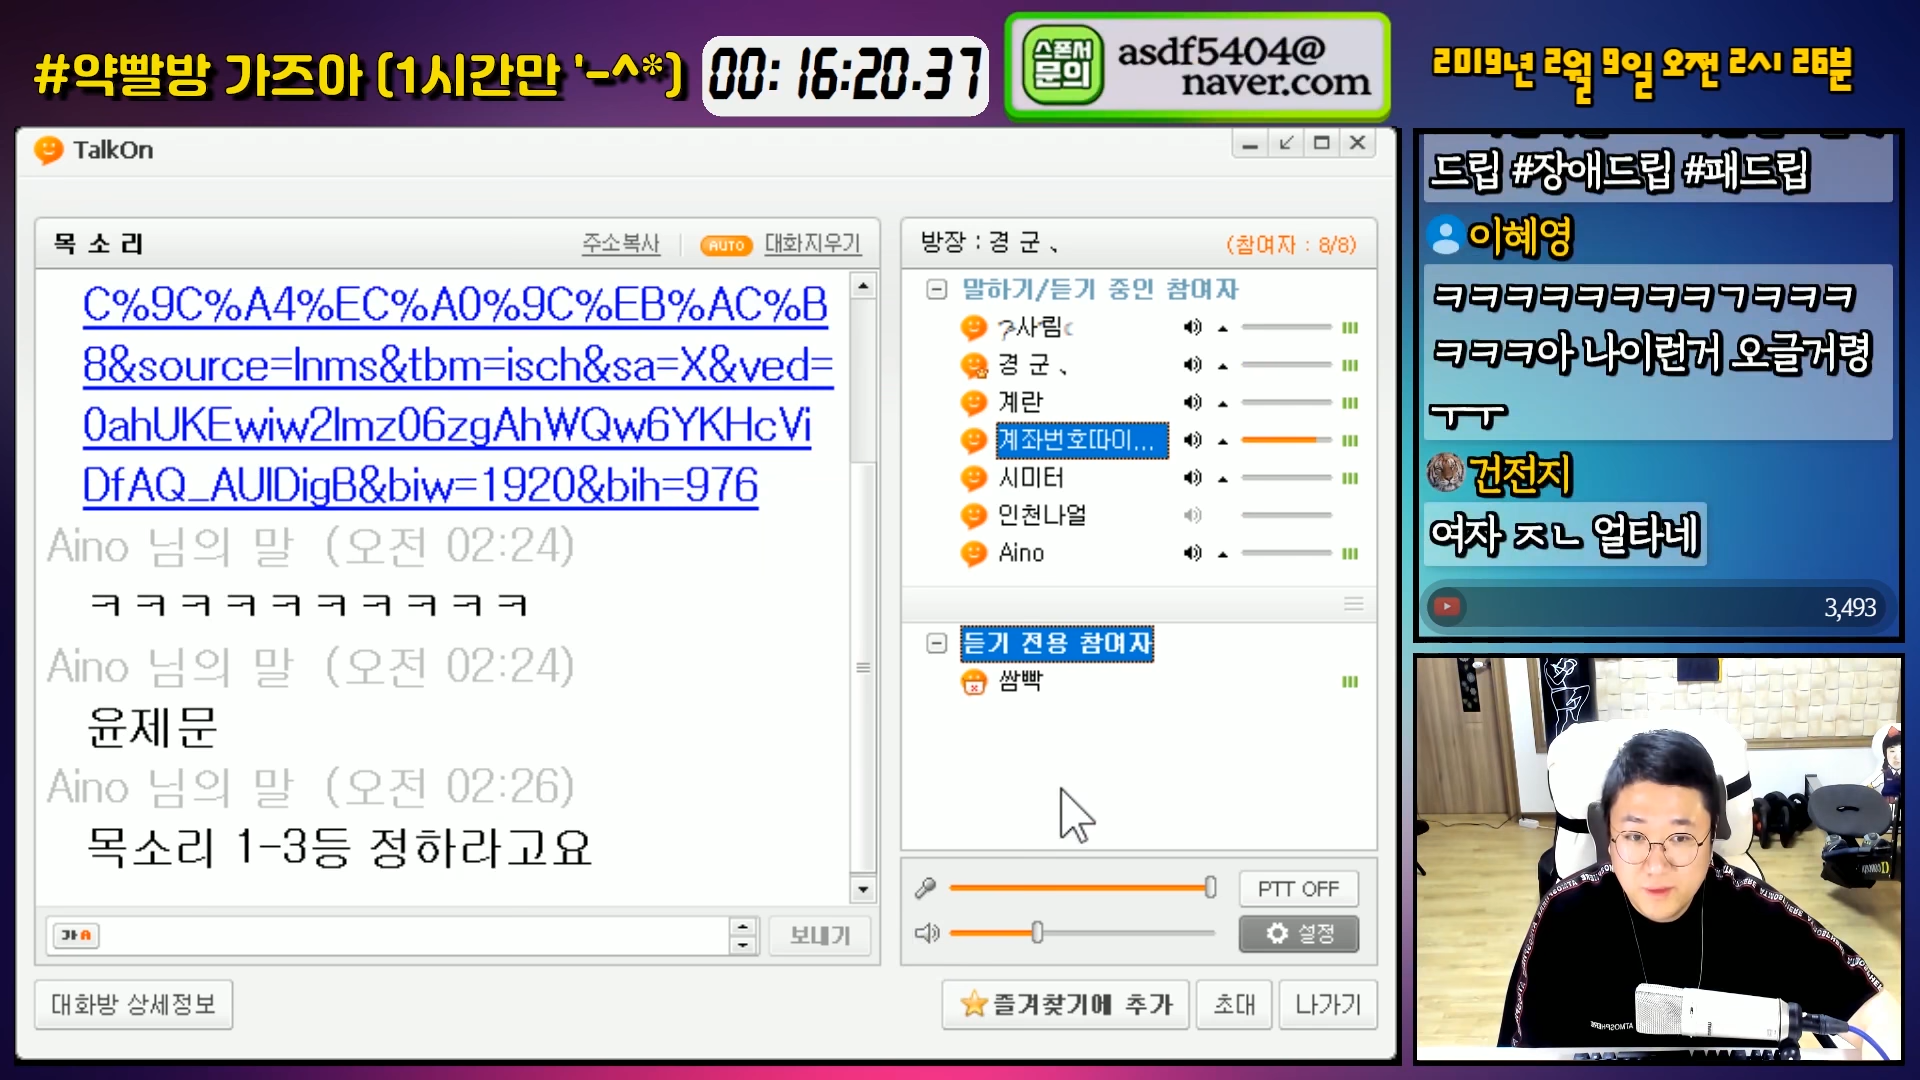 #약빨방 가즈아 (1시간만 '-^*)
00:16:20.37
스폰서
문의
asdf5404@
naver.com
2019년 2월 9일 오전 2시 26분
TalkOn
목 소 리
주소복사
AUTO
대화지우기
C%9C%A4%EC%A0%9C%EB%AC%B
8&source=lnms&tbm=isch&sa=X&ved=
0ahUKEwiw2lmz06zgAhWQw6YKHcVi
DfAQ_AUIDigB&biw=1920&bih=976
Aino 님의 말 (오전 02:24)
ㅋㅋㅋㅋㅋㅋㅋㅋㅋㅋ
Aino 님의 말 (오전 02:24)
윤제문
Aino 님의 말 (오전 02:26)
목소리 1-3등 정하라고요
가A
보내기
대화방 상세정보
방장 : 경 군 、
(참여자 : 8/8)
말하기/듣기 중인 참여자
?사림☾
경 군 、
계란
계좌번호따이...
시미터
인천나얼
Aino
듣기 전용 참여자
쌈빡
PTT OFF
설정
즐겨찾기에 추가
초대
나가기
드립 #장애드립 #패드립
이혜영
ㅋㅋㅋㅋㅋㅋㅋㅋㄱㅋㅋㅋ
ㅋㅋㅋ아 나이런거 오글거령
ㅜㅜ
건전지
여자 ㅈㄴ 얼타네
3,493
ATMOSPHERE